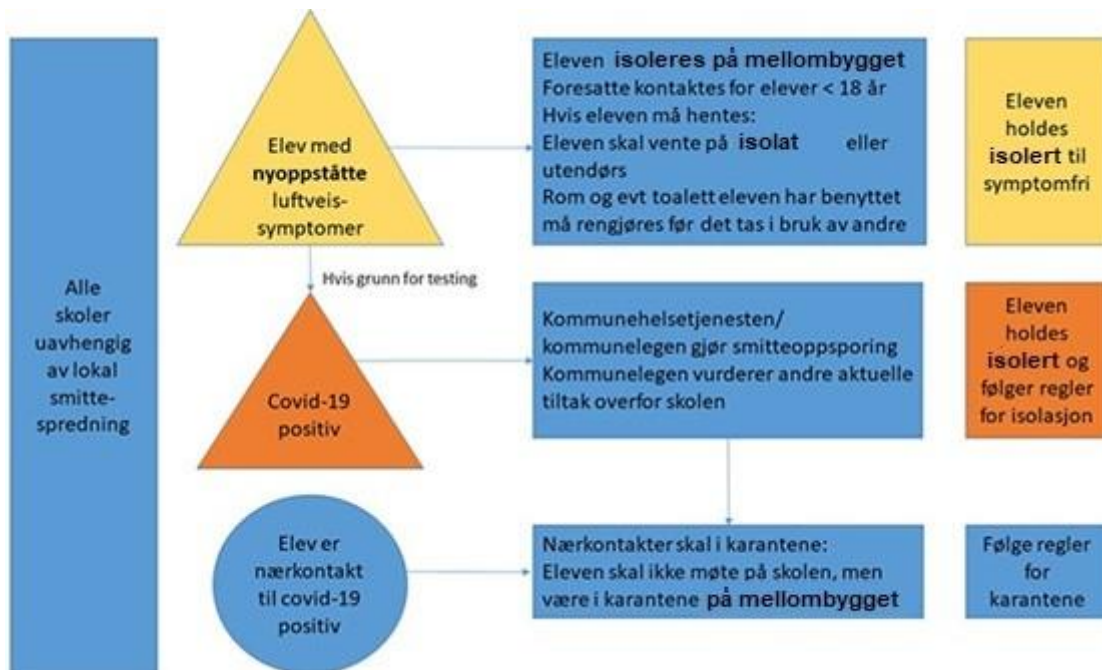 Alle
skoler
uavhengig
av lokal
smitte-
spredning
Elev med
nyoppståtte
luftveis-
symptomer
Eleven isoleres på mellombygget
Foresatte kontaktes for elever < 18 år
Hvis eleven må hentes:
Eleven skal vente på isolat eller
utendørs
Rom og evt toalett eleven har benyttet
må rengjøres før det tas i bruk av andre
Eleven
holdes
isolert til
symptomfri
Hvis grunn for testing
Covid-19
positiv
Kommunehelsetjenesten/
kommunelegen gjør smitteoppsporing
Kommunelegen vurderer andre aktuelle
tiltak overfor skolen
Eleven
holdes
isolert og
følger regler
for isolasjon
Elev er
nærkontakt
til covid-19
positiv
Nærkontakter skal i karantene:
Eleven skal ikke møte på skolen, men
være i karantene på mellombygget
Følge regler
for
karantene